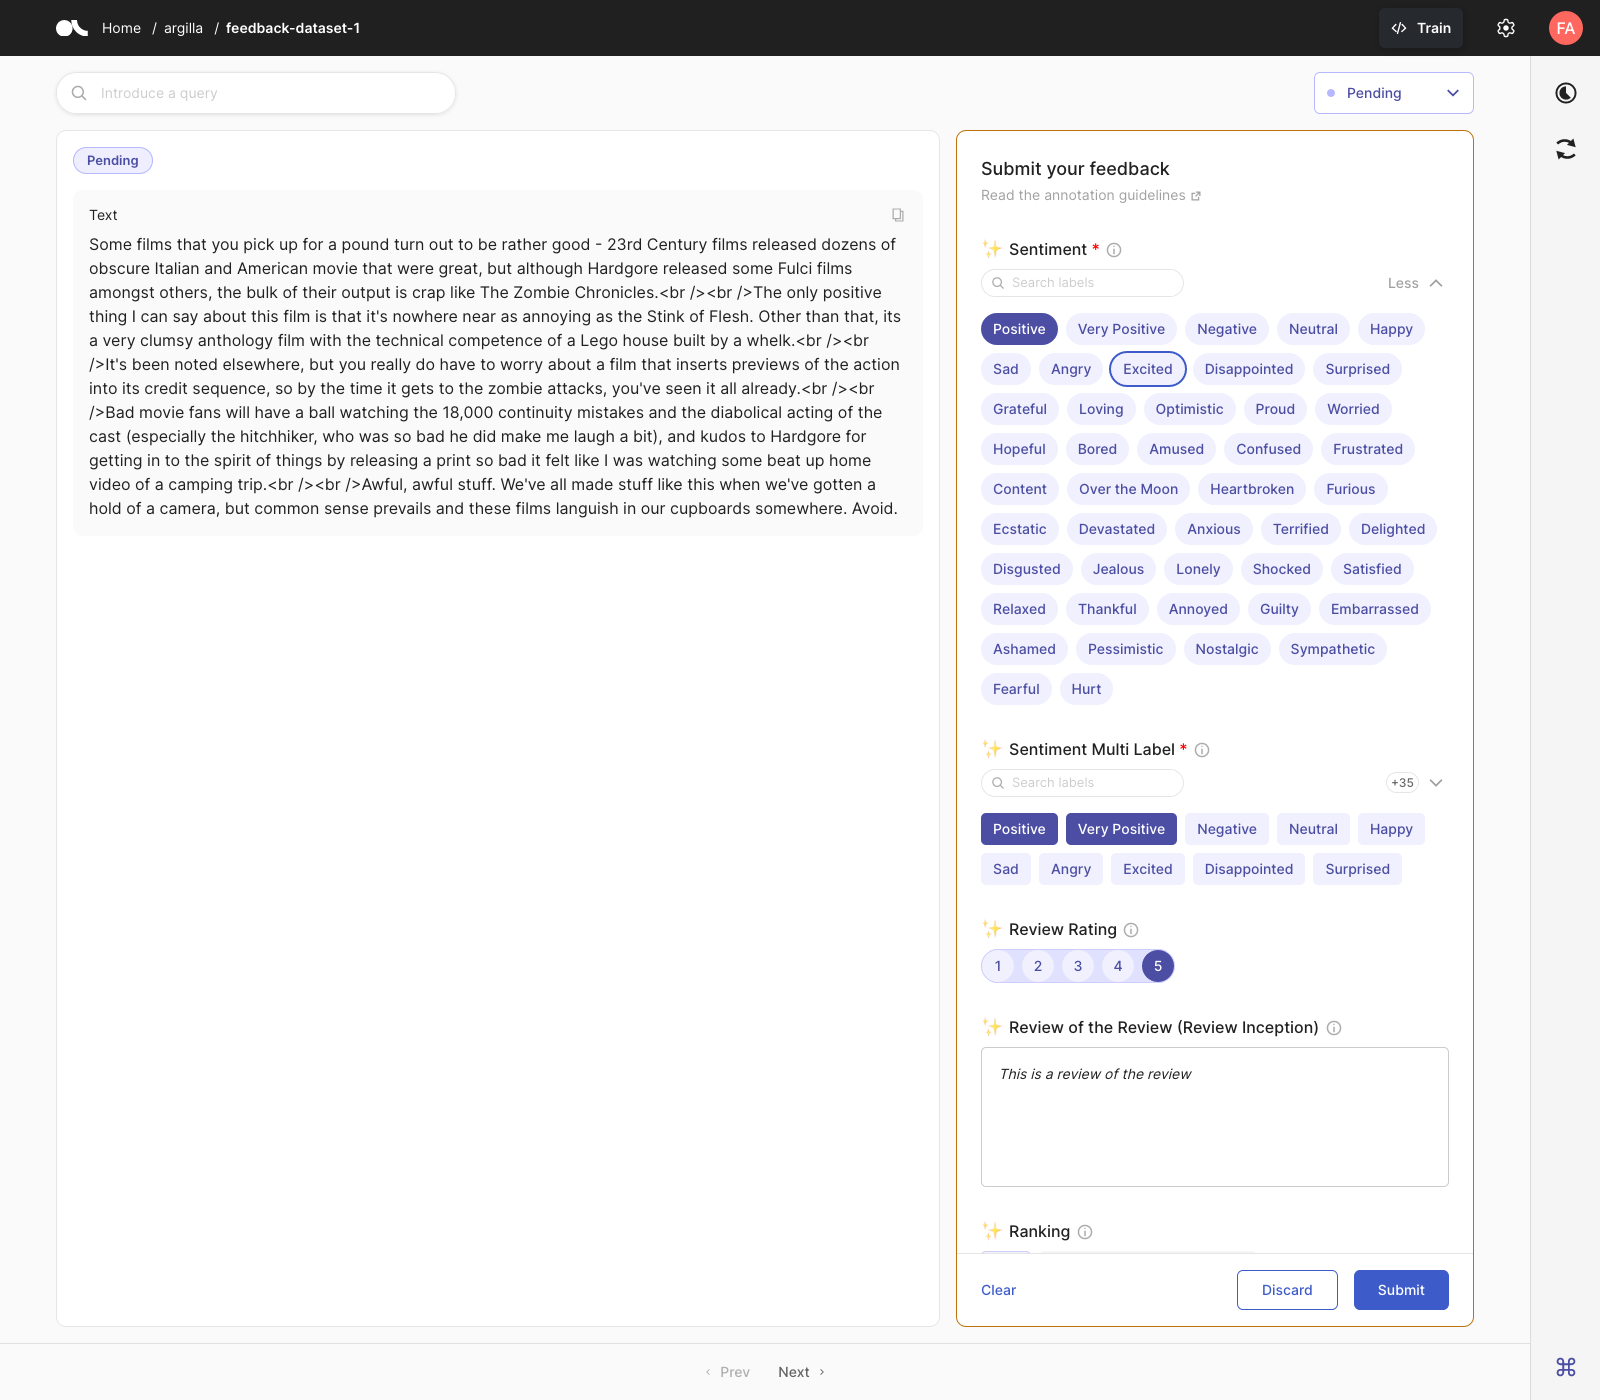 Home / argilla / feedback-dataset-1
Train
FA
Introduce a query
Pending
Pending
Text
Some films that you pick up for a pound turn out to be rather good - 23rd Century films released dozens of
obscure Italian and American movie that were great, but although Hardgore released some Fulci films
amongst others, the bulk of their output is crap like The Zombie Chronicles.<br /><br />The only positive
thing I can say about this film is that it's nowhere near as annoying as the Stink of Flesh. Other than that, its
a very clumsy anthology film with the technical competence of a Lego house built by a whelk.<br /><br
/>It's been noted elsewhere, but you really do have to worry about a film that inserts previews of the action
into its credit sequence, so by the time it gets to the zombie attacks, you've seen it all already.<br /><br
/>Bad movie fans will have a ball watching the 18,000 continuity mistakes and the diabolical acting of the
cast (especially the hitchhiker, who was so bad he did make me laugh a bit), and kudos to Hardgore for
getting in to the spirit of things by releasing a print so bad it felt like I was watching some beat up home
video of a camping trip.<br /><br />Awful, awful stuff. We've all made stuff like this when we've gotten a
hold of a camera, but common sense prevails and these films languish in our cupboards somewhere. Avoid.
Submit your feedback
Read the annotation guidelines
Sentiment *
Search labels
Less
Positive Very Positive Negative Neutral Happy
Sad Angry Excited Disappointed Surprised
Grateful Loving Optimistic Proud Worried
Hopeful Bored Amused Confused Frustrated
Content Over the Moon Heartbroken Furious
Ecstatic Devastated Anxious Terrified Delighted
Disgusted Jealous Lonely Shocked Satisfied
Relaxed Thankful Annoyed Guilty Embarrassed
Ashamed Pessimistic Nostalgic Sympathetic
Fearful Hurt
Sentiment Multi Label *
Search labels
+35
Positive Very Positive Negative Neutral Happy
Sad Angry Excited Disappointed Surprised
Review Rating
1 2 3 4 5
Review of the Review (Review Inception)
This is a review of the review
Ranking
Clear
Discard
Submit
Prev
Next